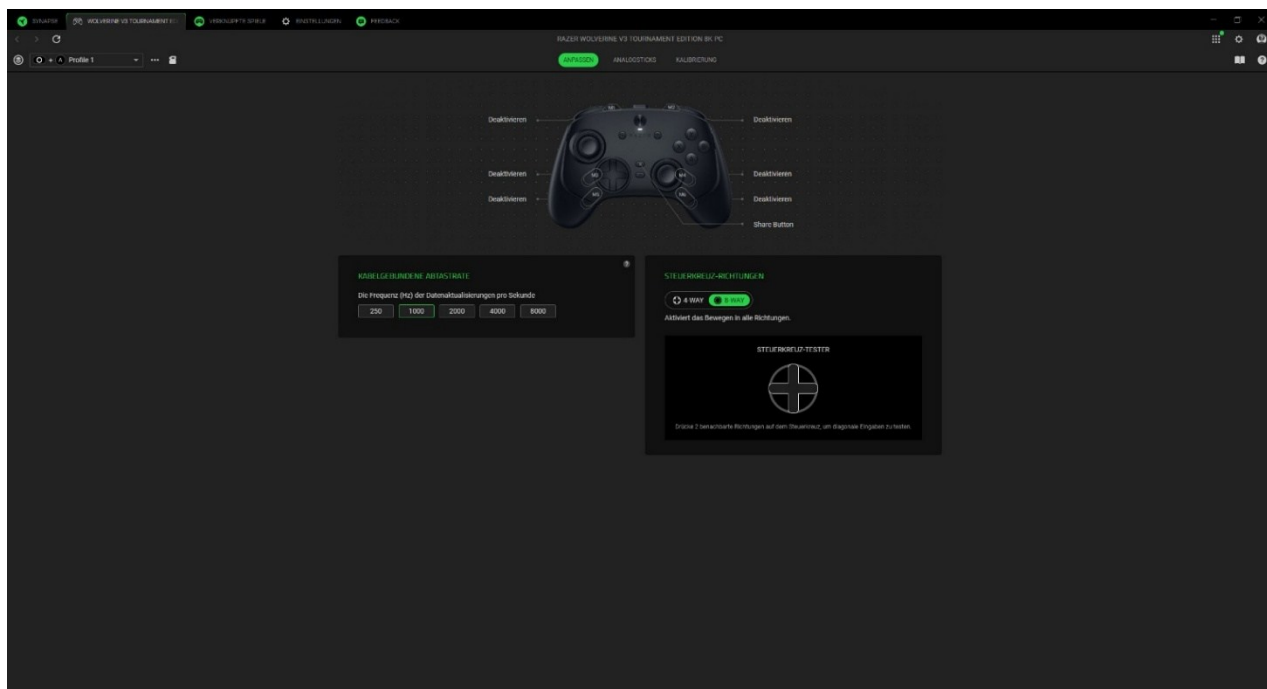 SYNAPSE
WOLVERINE V3 TOURNAMENT
VERKNÜPFTE SPIELE
EINSTELLUNGEN
FEEDBACK
RAZER WOLVERINE V3 TOURNAMENT EDITION 8K PC
+ A Profile 1
ANPASSEN
ANALOGSTICKS
KALIBRIERUNG
Deaktivieren
Deaktivieren
Deaktivieren
Deaktivieren
Deaktivieren
Deaktivieren
Share Button
KABELGEBUNDENE ABTASTRATE
Die Frequenz (Hz) der Datenaktualisierungen pro Sekunde
250 1000 2000 4000 8000
STEUERKREUZ-RICHTUNGEN
4 WAY 8 WAY
Aktiviert das Bewegen in alle Richtungen.
STEUERKREUZ-TESTER
Drücke 2 benachbarte Richtungen auf dem Steuerkreuz, um diagonale Eingaben zu testen.